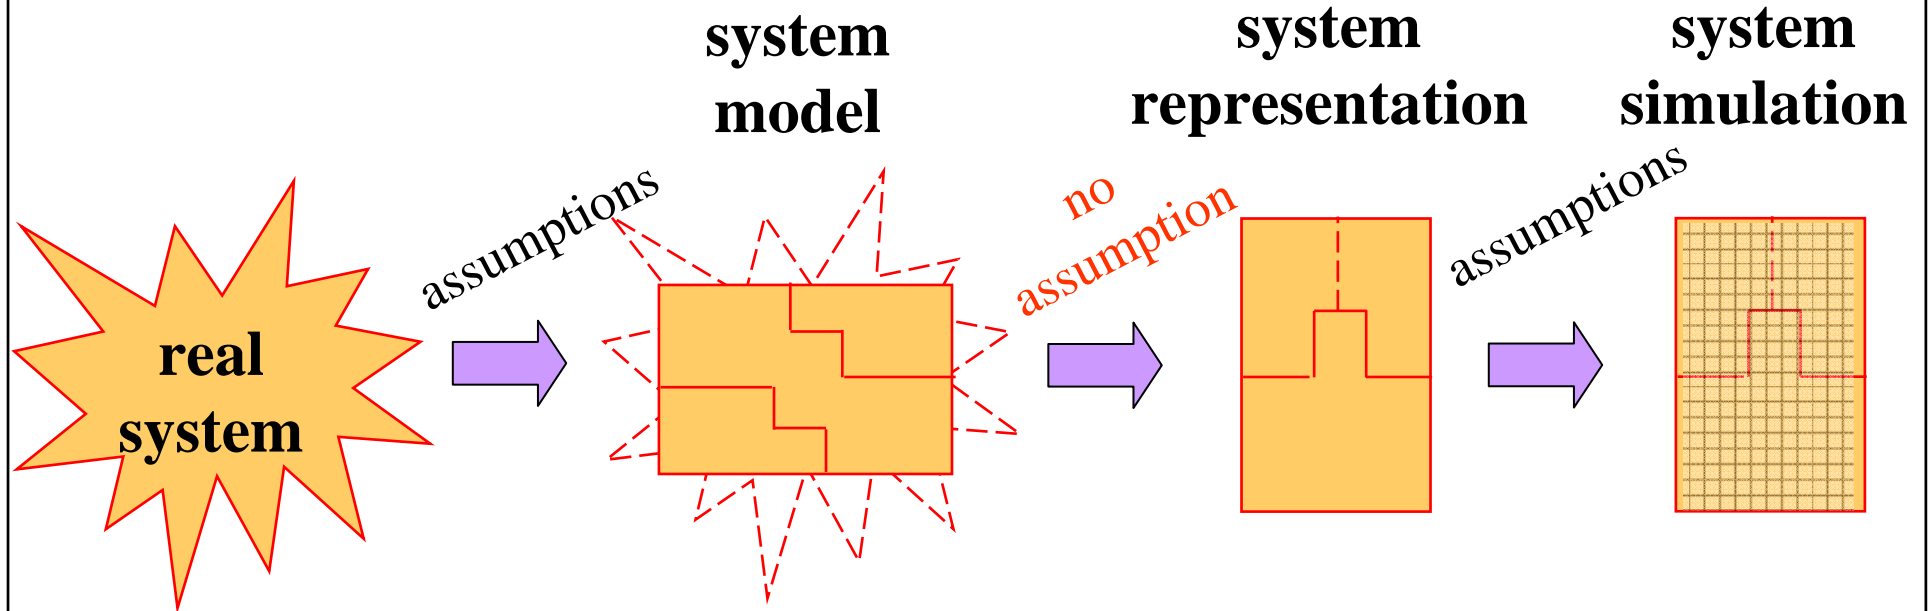 real
system
assumptions
system
model
no
assumption
system
representation
assumptions
system
simulation